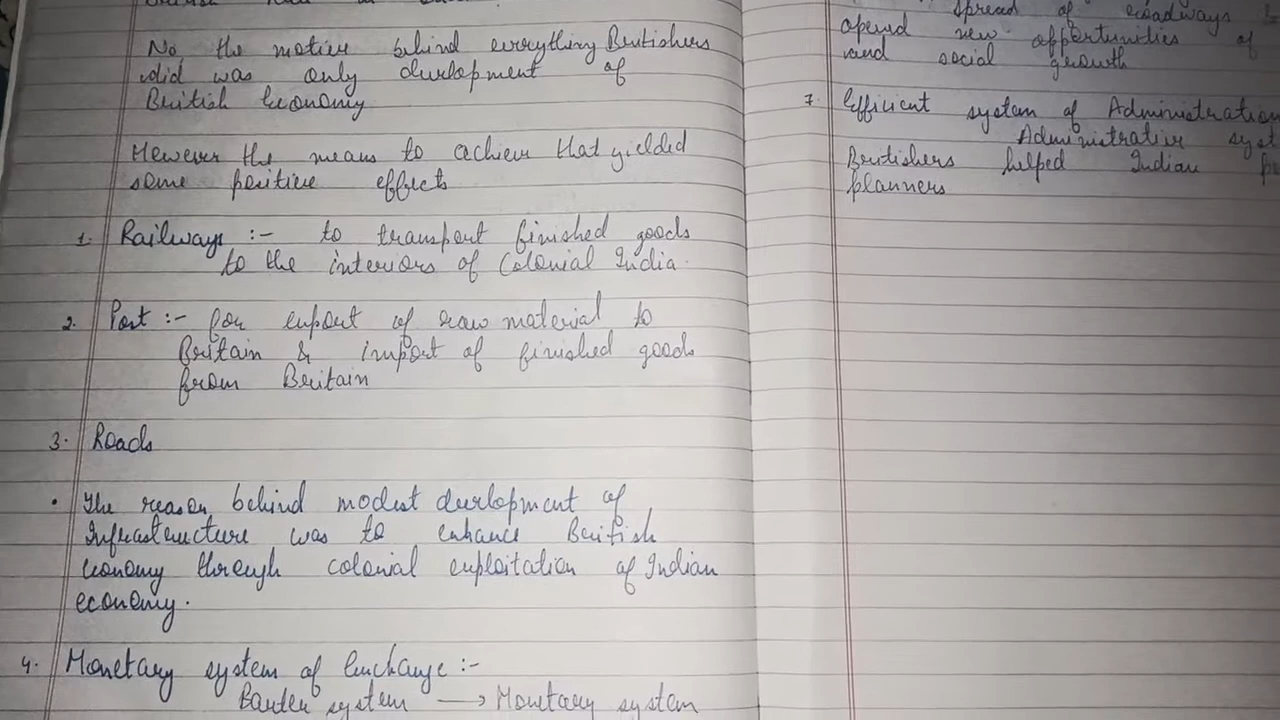 No the motive behind everything Britishers
did was only development of
British Economy
However the means to achieve that yielded
some positive effects
1. Railways :- to transport finished goods
to the interiors of Colonial India.
2. Port :- for export of raw material to
Britain & import of finished goods
from Britain
3. Roads
• The reason behind modest development of
Infrastructure was to enhance British
economy through colonial exploitation of Indian
economy.
4. Monetary system of Exchange :-
Barter system → Monetary system
spread of roadways
opened new opportunities of
and social growth
7. Efficient system of Administration
Administrative syst
Britishers helped Indian
planners